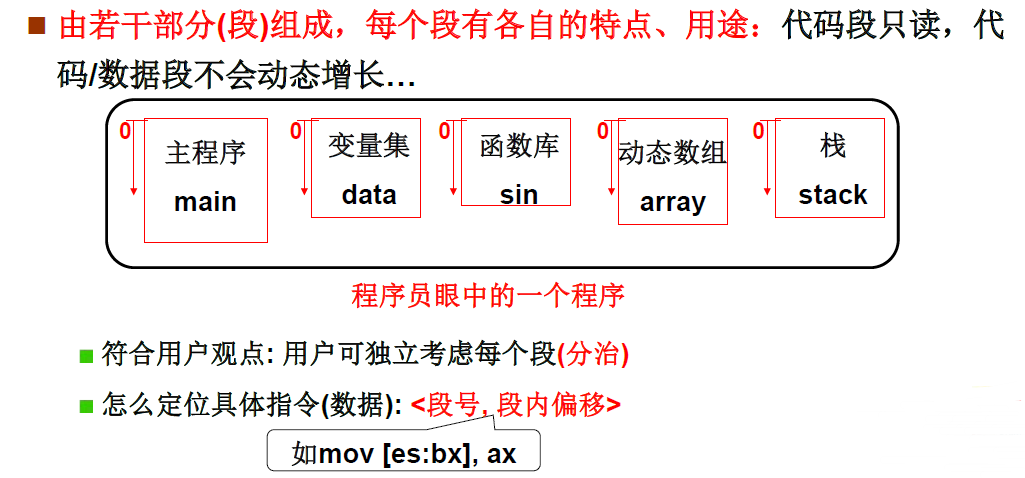 由若干部分(段)组成，每个段有各自的特点、用途：代码段只读，代
码/数据段不会动态增长…
0 0 0 0 0
主程序 变量集 函数库 动态数组 栈
main data sin array stack
程序员眼中的一个程序
符合用户观点: 用户可独立考虑每个段(分治)
怎么定位具体指令(数据): <段号, 段内偏移>
如mov [es:bx], ax